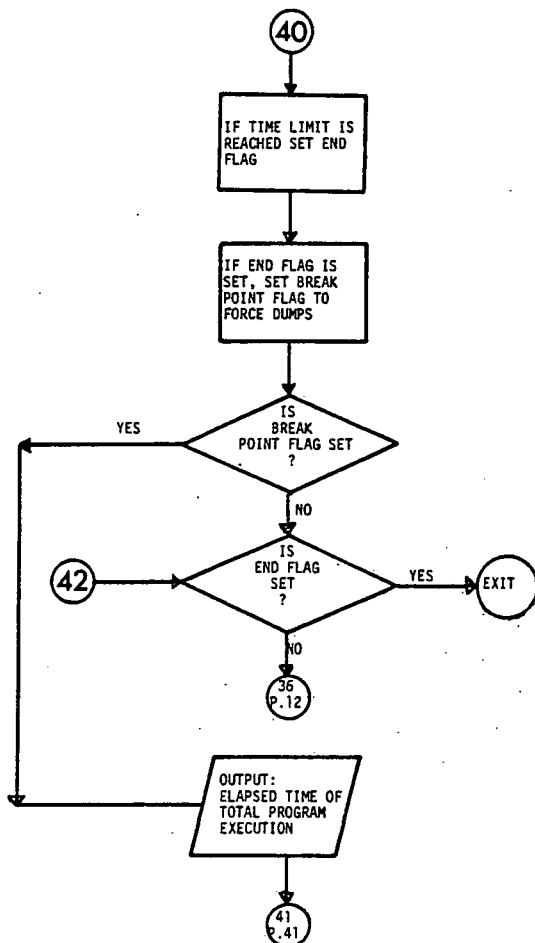 40
IF TIME LIMIT IS
REACHED SET END
FLAG
IF END FLAG IS
SET, SET BREAK
POINT FLAG TO
FORCE DUMPS
YES
IS
BREAK
POINT FLAG SET
?
NO
42
IS
END FLAG
SET
?
YES
EXIT
NO
36
P.12
OUTPUT:
ELAPSED TIME OF
TOTAL PROGRAM
EXECUTION
41
P.41